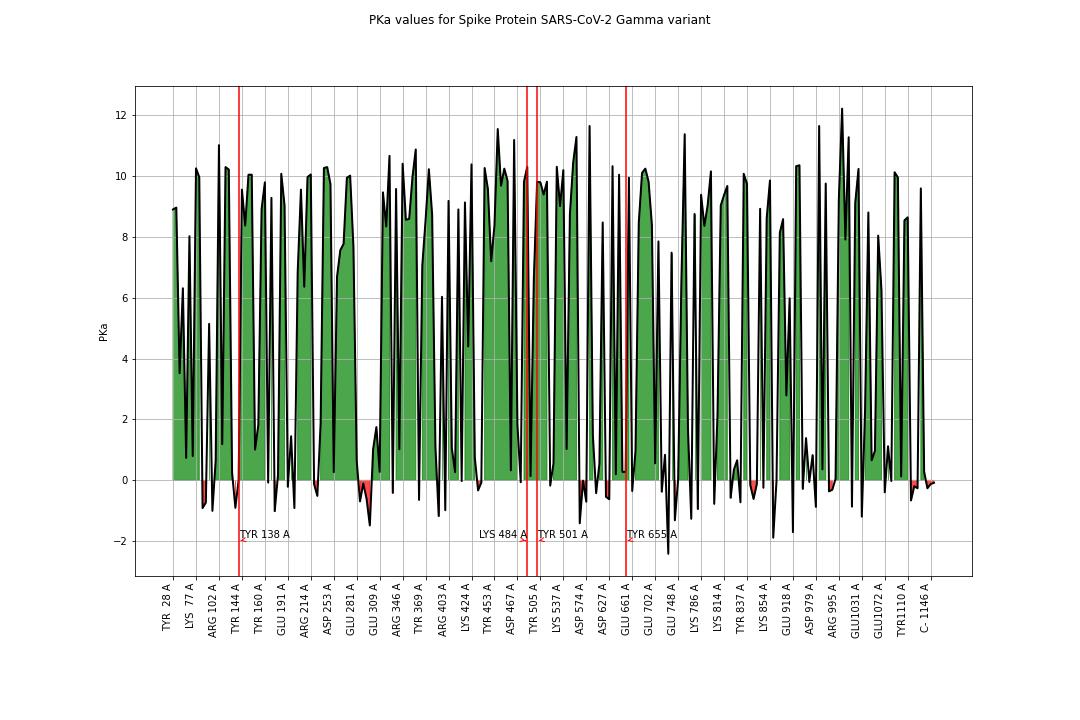 PKa values for Spike Protein SARS-CoV-2 Gamma variant
12
10
8
6
4
2
0
−2
PKa
TYR 138 A
LYS 484 A
TYR 501 A
TYR 655 A
TYR  28 A
LYS  77 A
ARG 102 A
TYR 144 A
TYR 160 A
GLU 191 A
ARG 214 A
ASP 253 A
GLU 281 A
GLU 309 A
ARG 346 A
TYR 369 A
ARG 403 A
LYS 424 A
TYR 453 A
ASP 467 A
TYR 505 A
LYS 537 A
ASP 574 A
ASP 627 A
GLU 661 A
GLU 702 A
GLU 748 A
LYS 786 A
LYS 814 A
TYR 837 A
LYS 854 A
GLU 918 A
ASP 979 A
ARG 995 A
GLU1031 A
GLU1072 A
TYR1110 A
C- 1146 A